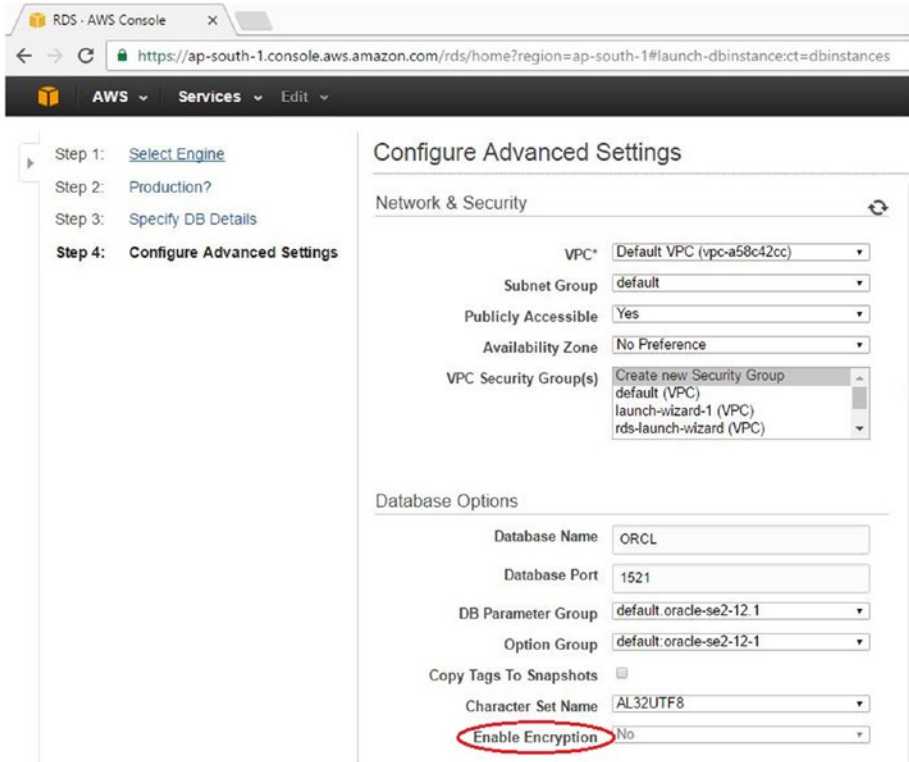 RDS - AWS Console
https://ap-south-1.console.aws.amazon.com/rds/home?region=ap-south-1#launch-dbinstance:ct=dbinstances
AWS Services Edit
Step 1: Select Engine
Step 2: Production?
Step 3: Specify DB Details
Step 4: Configure Advanced Settings
Configure Advanced Settings
Network & Security
VPC* Default VPC (vpc-a58c42cc)
Subnet Group default
Publicly Accessible Yes
Availability Zone No Preference
VPC Security Group(s) Create new Security Group
default (VPC)
launch-wizard-1 (VPC)
rds-launch-wizard (VPC)
Database Options
Database Name ORCL
Database Port 1521
DB Parameter Group default.oracle-se2-12.1
Option Group default:oracle-se2-12-1
Copy Tags To Snapshots
Character Set Name AL32UTF8
Enable Encryption No